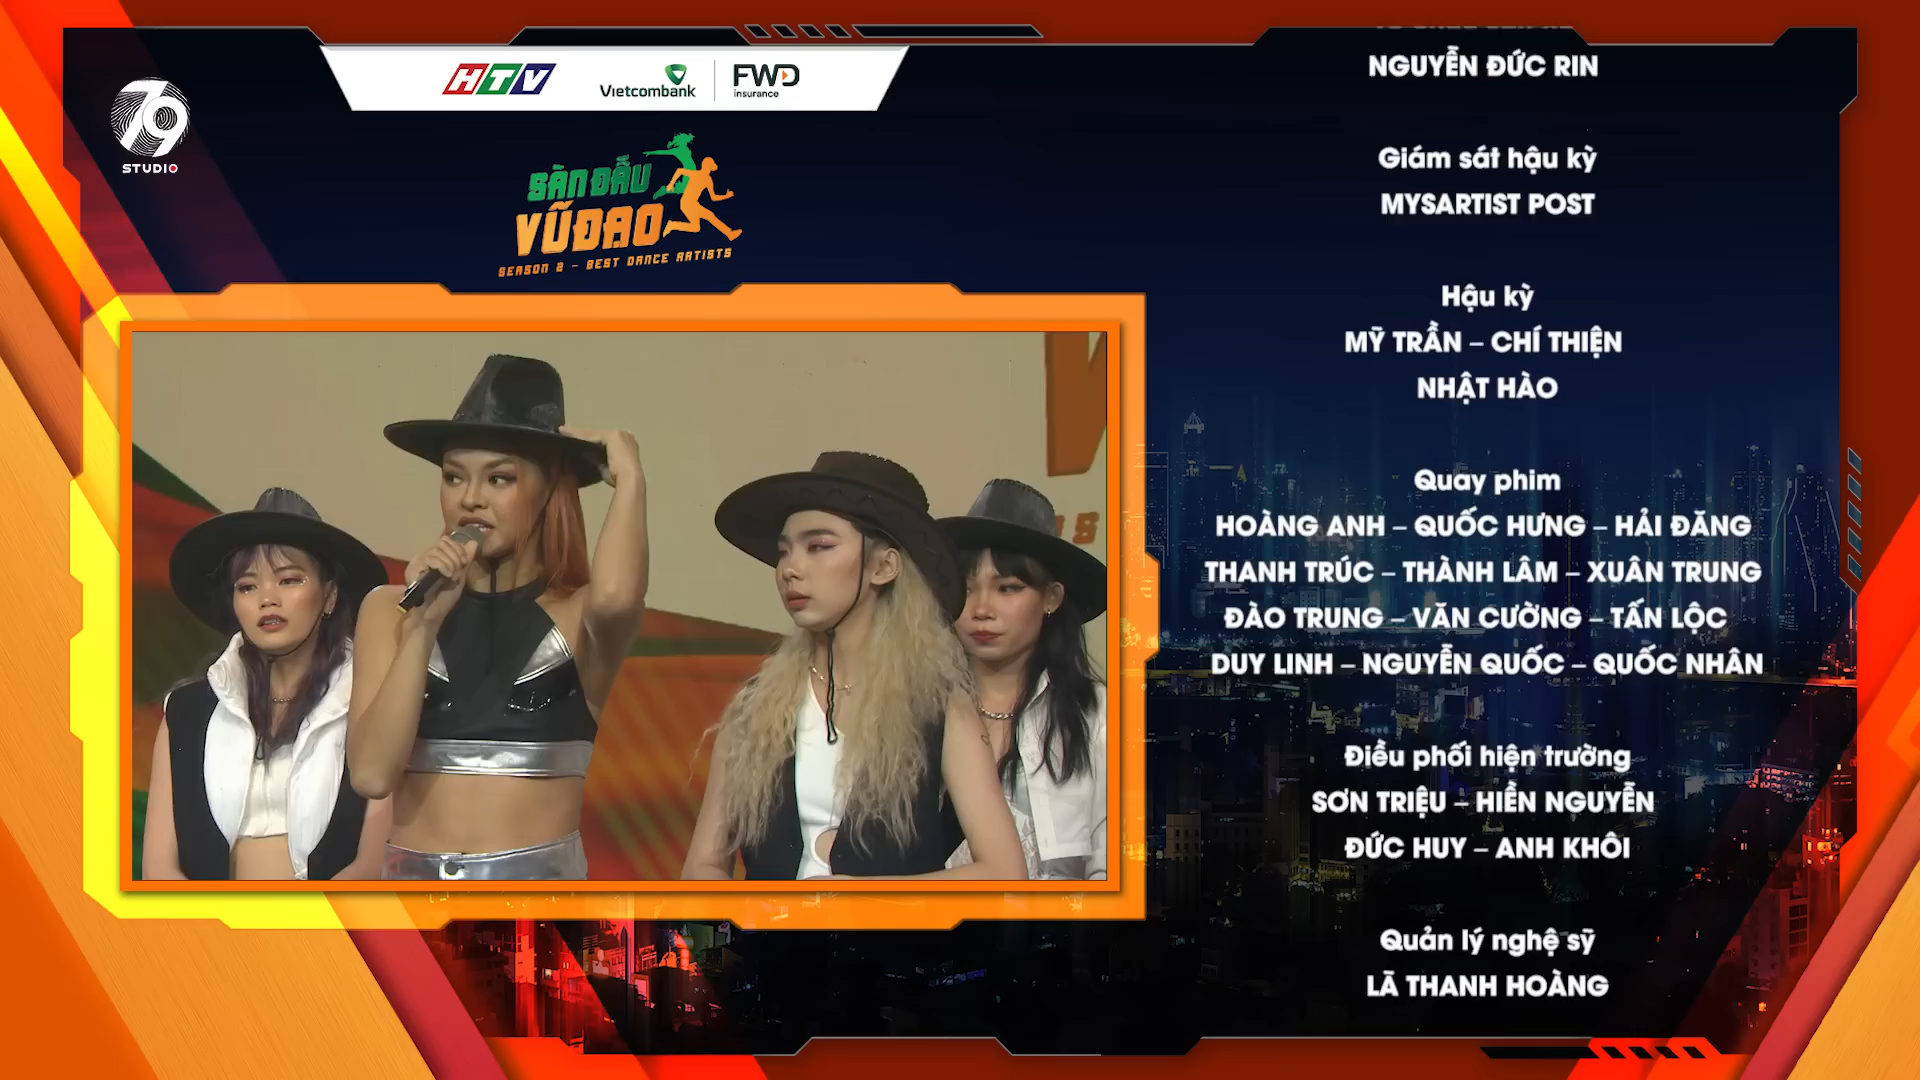 79
STUDIO
HTV
Vietcombank
FWD
insurance
SÀN ĐẤU
VŨ ĐẠO
SEASON 2 - BEST DANCE ARTISTS
NGUYỄN ĐỨC RIN
Giám sát hậu kỳ
MYSARTIST POST
Hậu kỳ
MỸ TRẦN – CHÍ THIỆN
NHẬT HÀO
Quay phim
HOÀNG ANH – QUỐC HƯNG – HẢI ĐĂNG
THANH TRÚC – THÀNH LÂM – XUÂN TRUNG
ĐÀO TRUNG – VĂN CƯỜNG – TẤN LỘC
DUY LINH – NGUYỄN QUỐC – QUỐC NHÂN
Điều phối hiện trường
SƠN TRIỆU – HIỀN NGUYỄN
ĐỨC HUY – ANH KHÔI
Quản lý nghệ sỹ
LÃ THANH HOÀNG